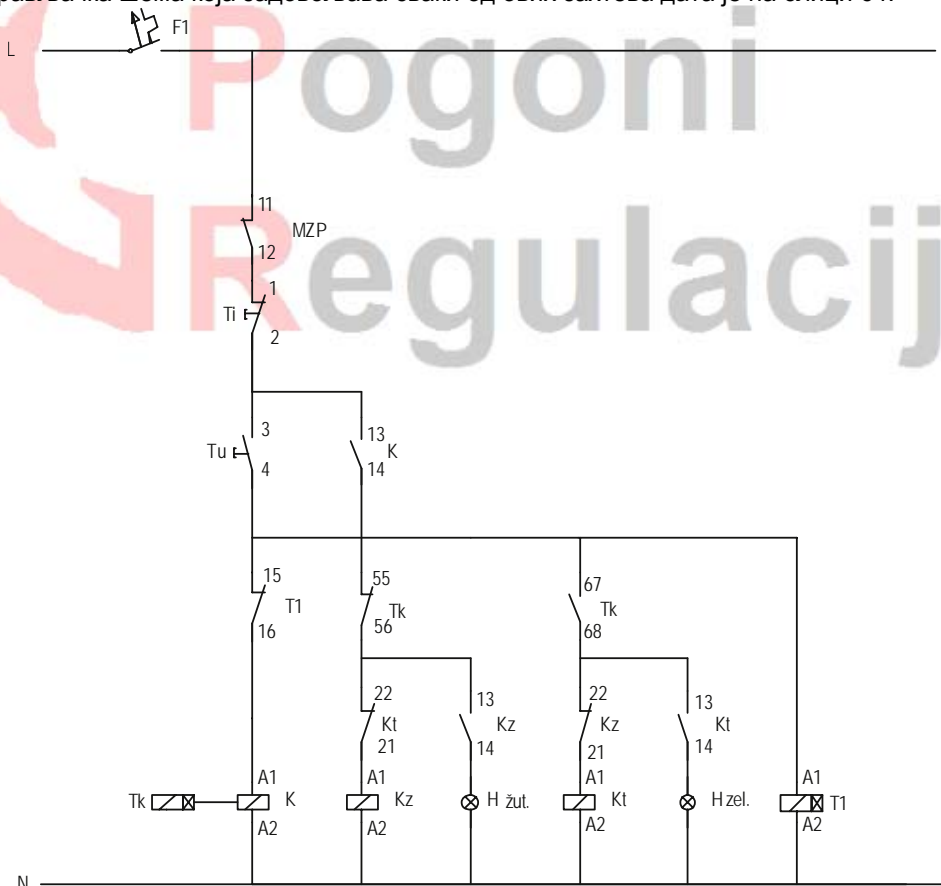 F1
L
Pogoni
Regulacij
11
MZP
12
1
Ti
2
3
13
Tu
K
4
14
15
55
67
T1
Tk
Tk
16
56
68
22
13
22
13
Kt
Kz
Kz
Kt
21
14
21
14
A1
A1
A1
A1
Tk
K
Kz
H žut.
Kt
H zel.
T1
A2
A2
A2
A2
N